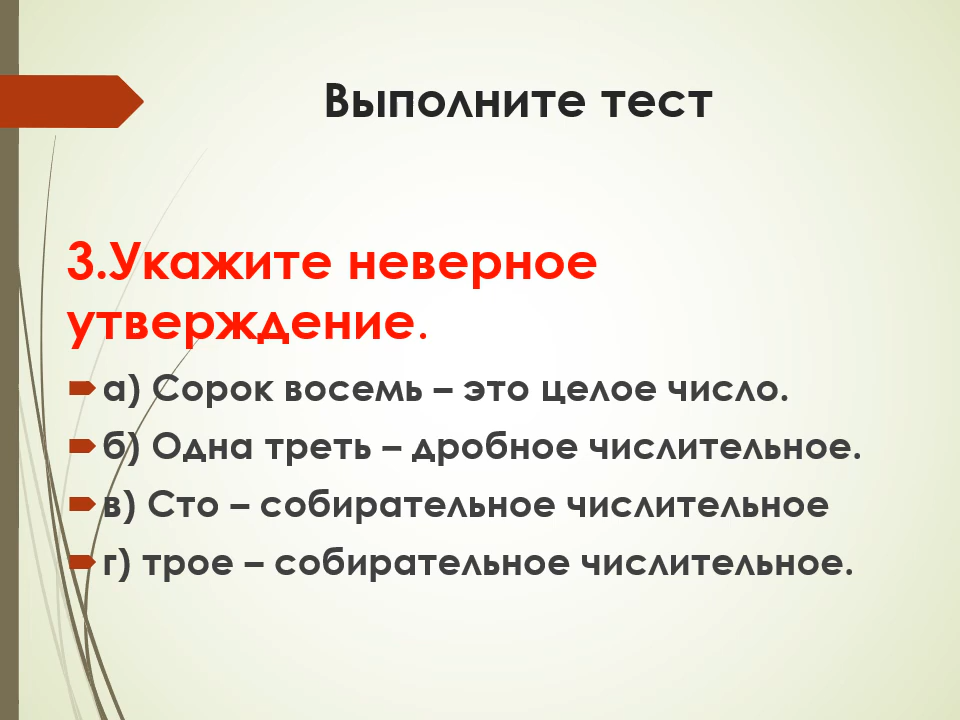 Выполните тест
3.Укажите неверное
утверждение.
а) Сорок восемь – это целое число.
б) Одна треть – дробное числительное.
в) Сто – собирательное числительное
г) трое – собирательное числительное.